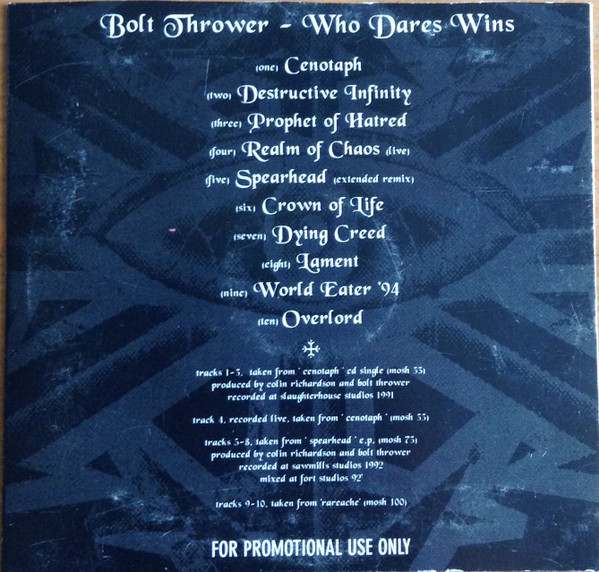 Bolt Thrower - Who Dares Wins
(one) Cenotaph
(two) Destructive Infinity
(three) Prophet of Hatred
(four) Realm of Chaos (live)
(five) Spearhead (extended remix)
(six) Crown of Life
(seven) Dying Creed
(eight) Lament
(nine) World Eater '94
(ten) Overlord
tracks 1-3, taken from 'cenotaph' cd single (mosh 33)
produced by colin richardson and bolt thrower
recorded at slaughterhouse studios 1991
track 4, recorded live, taken from 'cenotaph' (mosh 33)
tracks 5-8, taken from 'spearhead' e.p. (mosh 73)
produced by colin richardson and bolt thrower
recorded at sawmills studios 1992
mixed at fort studios 92'
tracks 9-10, taken from 'rareache' (mosh 100)
FOR PROMOTIONAL USE ONLY